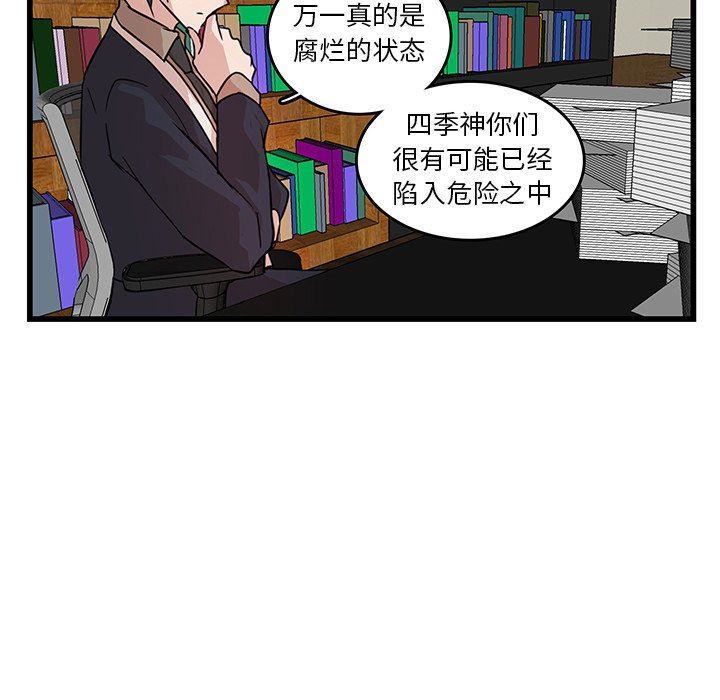 万一真的是
腐烂的状态
四季神你们
很有可能已经
陷入危险之中